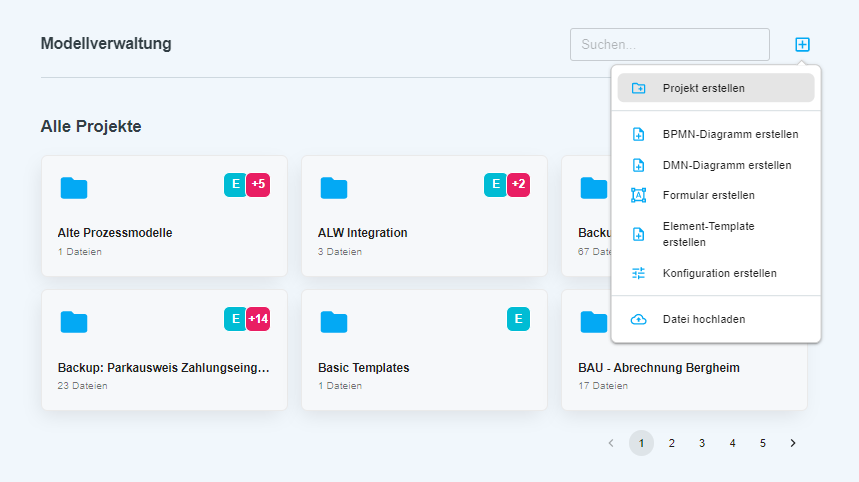 Modellverwaltung
Suchen...
Projekt erstellen
BPMN-Diagramm erstellen
DMN-Diagramm erstellen
Formular erstellen
Element-Template
erstellen
Konfiguration erstellen
Datei hochladen
Alle Projekte
E +5
Alte Prozessmodelle
1 Dateien
E +2
ALW Integration
3 Dateien
Backu
67 Date
E +14
Backup: Parkausweis Zahlungseing...
23 Dateien
E
Basic Templates
1 Dateien
BAU - Abrechnung Bergheim
17 Dateien
1 2 3 4 5